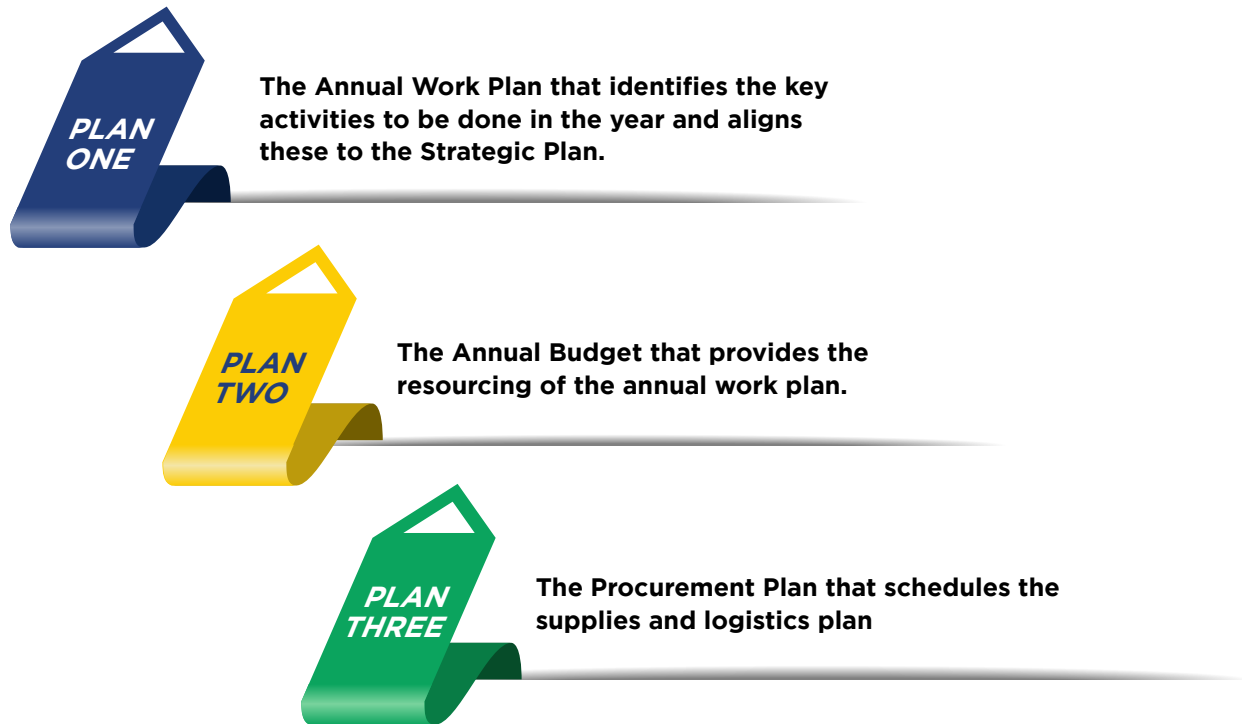 PLAN
ONE
The Annual Work Plan that identifies the key
activities to be done in the year and aligns
these to the Strategic Plan.
PLAN
TWO
The Annual Budget that provides the
resourcing of the annual work plan.
PLAN
THREE
The Procurement Plan that schedules the
supplies and logistics plan